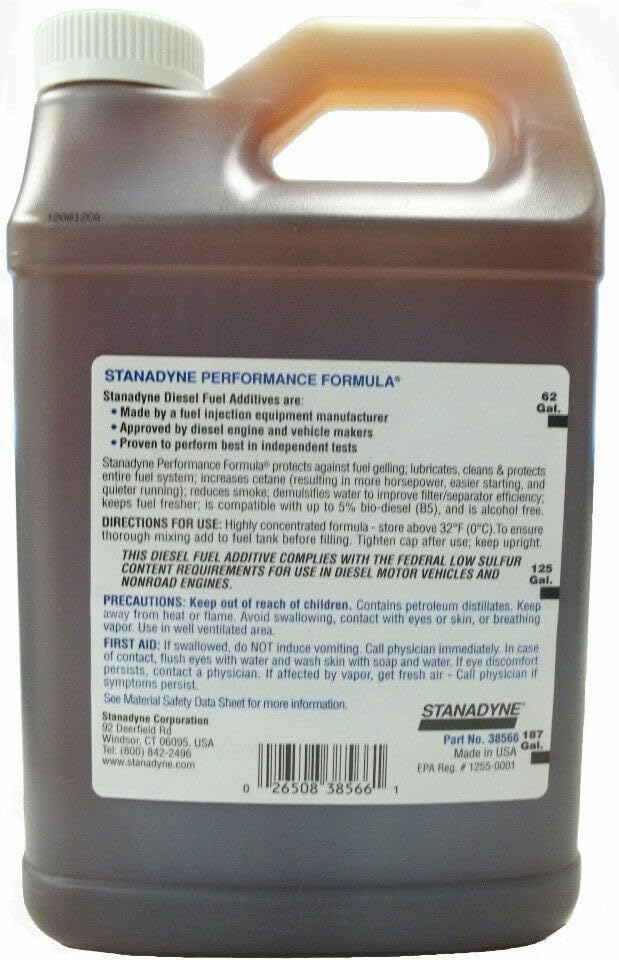 120812CA
STANADYNE PERFORMANCE FORMULA®
Stanadyne Diesel Fuel Additives are:
• Made by a fuel injection equipment manufacturer
• Approved by diesel engine and vehicle makers
• Proven to perform best in independent tests
62
Gal.
Stanadyne Performance Formula® protects against fuel gelling; lubricates, cleans & protects
entire fuel system; increases cetane (resulting in more horsepower, easier starting, and
quieter running); reduces smoke; demulsifies water to improve filter/separator efficiency;
keeps fuel fresher; is compatible with up to 5% bio-diesel (B5), and is alcohol free.
DIRECTIONS FOR USE: Highly concentrated formula - store above 32°F (0°C).To ensure
thorough mixing add to fuel tank before filling. Tighten cap after use; keep upright.
THIS DIESEL FUEL ADDITIVE COMPLIES WITH THE FEDERAL LOW SULFUR
CONTENT REQUIREMENTS FOR USE IN DIESEL MOTOR VEHICLES AND
NONROAD ENGINES.
125
Gal.
PRECAUTIONS: Keep out of reach of children. Contains petroleum distillates. Keep
away from heat or flame. Avoid swallowing, contact with eyes or skin, or breathing
vapor. Use in well ventilated area.
FIRST AID: If swallowed, do NOT induce vomiting. Call physician immediately. In case
of contact, flush eyes with water and wash skin with soap and water. If eye discomfort
persists, contact a physician. If affected by vapor, get fresh air - Call physician if
symptoms persist.
See Material Safety Data Sheet for more information.
Stanadyne Corporation
92 Deerfield Rd
Windsor, CT 06095, USA
Tel: (800) 842-2496
www.stanadyne.com
0 26508 38566 1
STANADYNE™
Part No. 38566
Made in USA
EPA Reg. # 1255-0001
187
Gal.